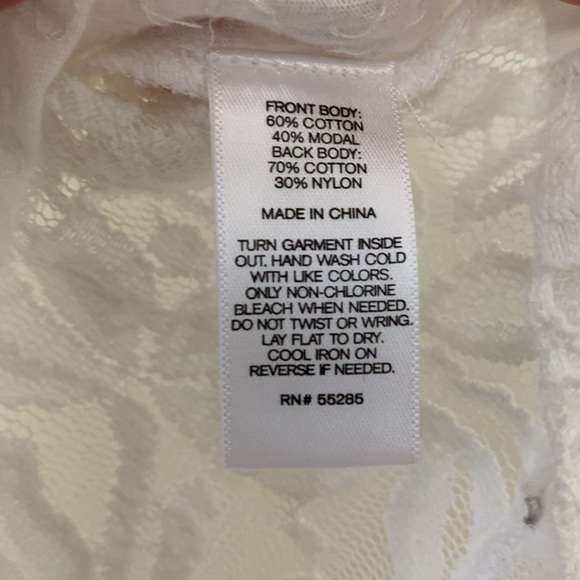 FRONT BODY:
60% COTTON
40% MODAL
BACK BODY:
70% COTTON
30% NYLON
MADE IN CHINA
TURN GARMENT INSIDE
OUT. HAND WASH COLD
WITH LIKE COLORS.
ONLY NON-CHLORINE
BLEACH WHEN NEEDED.
DO NOT TWIST OR WRING.
LAY FLAT TO DRY.
COOL IRON ON
REVERSE IF NEEDED.
RN# 55285